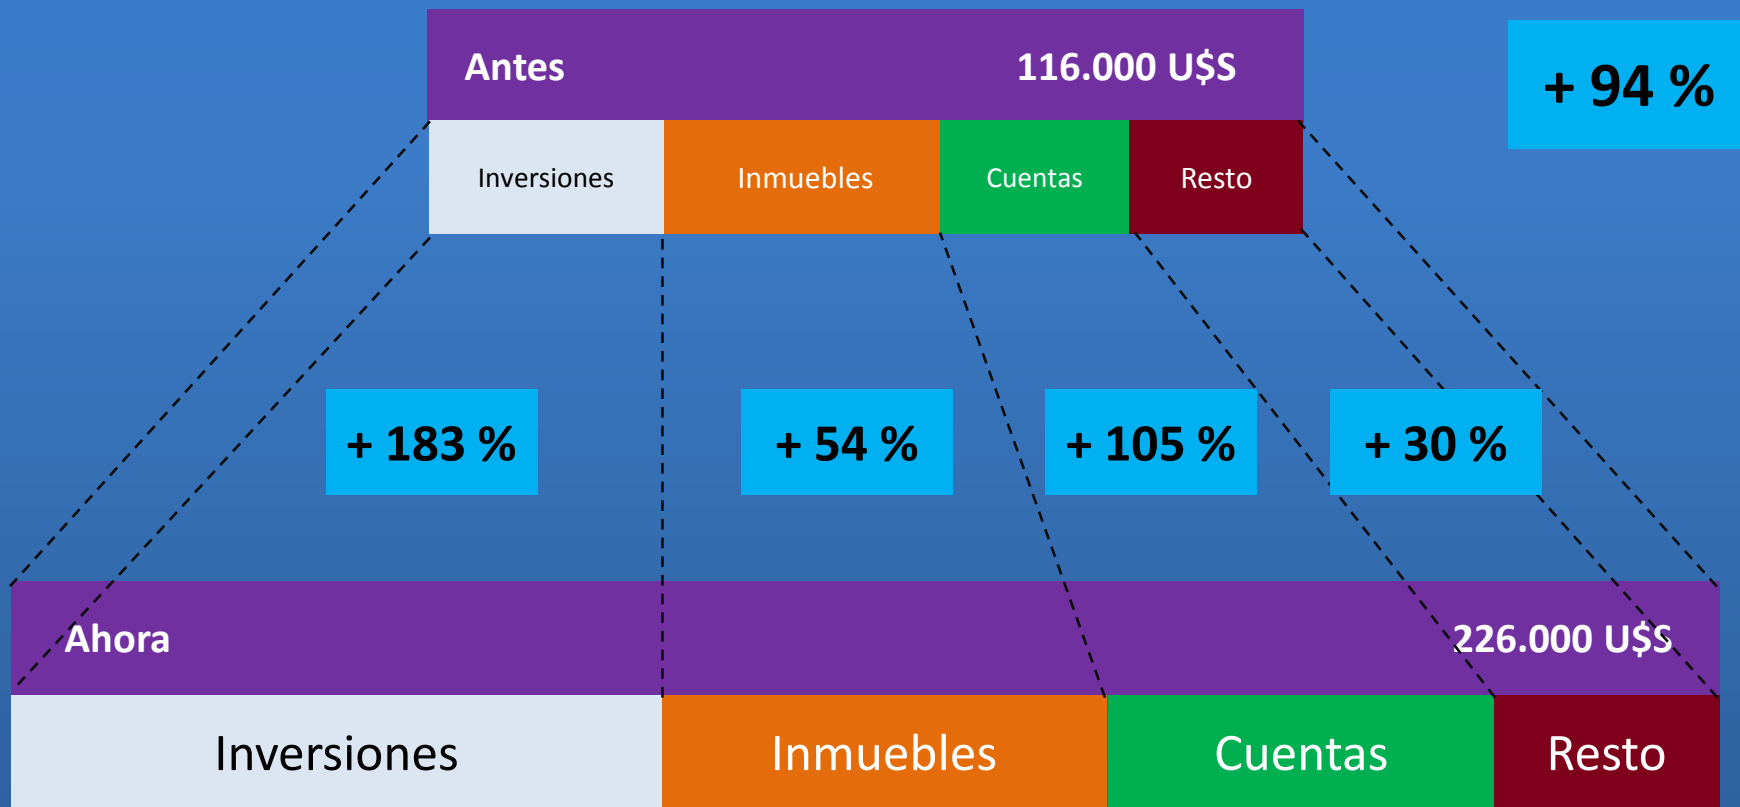 Antes 116.000 U$S
+ 94 %
Inversiones Inmuebles Cuentas Resto
+ 183 % + 54 % + 105 % + 30 %
Ahora 226.000 U$S
Inversiones Inmuebles Cuentas Resto